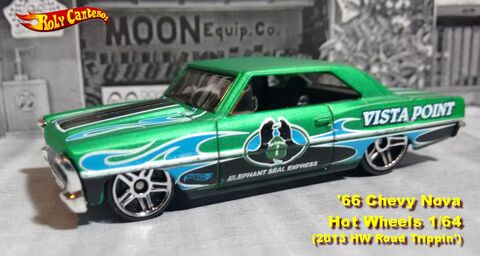 Roly Canteroz
MOON Equip. Co.
VISTA POINT
ELEPHANT SEAL EXPRESS
'66 Chevy Nova
Hot Wheels 1/64
(2013 HW Road Trippin')